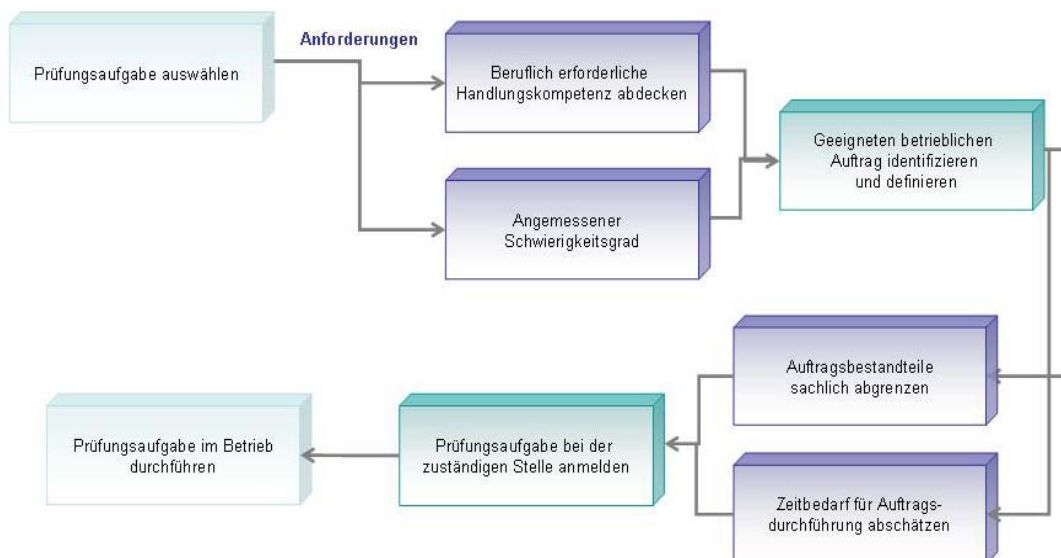 Prüfungsaufgabe auswählen
Anforderungen
Beruflich erforderliche
Handlungskompetenz abdecken
Angemessener
Schwierigkeitsgrad
Geeigneten betrieblichen
Auftrag identifizieren
und definieren
Auftragsbestandteile
sachlich abgrenzen
Zeitbedarf für Auftrags-
durchführung abschätzen
Prüfungsaufgabe bei der
zuständigen Stelle anmelden
Prüfungsaufgabe im Betrieb
durchführen